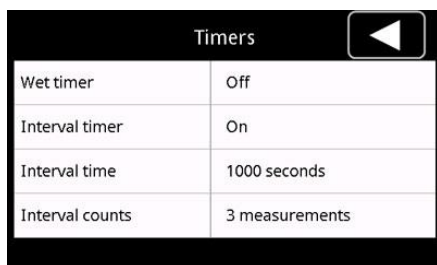 Timers
Wet timer Off
Interval timer On
Interval time 1000 seconds
Interval counts 3 measurements